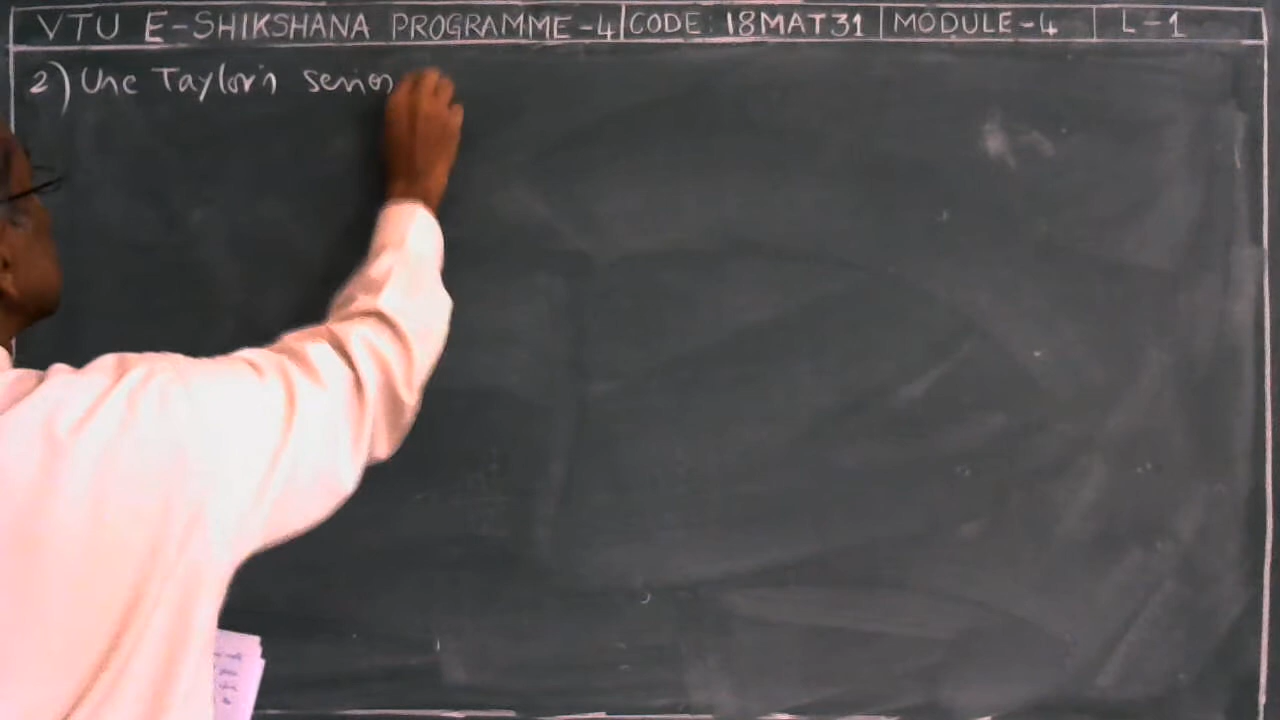 VTU E-SHIKSHANA PROGRAMME-4 CODE: 18MAT31 MODULE-4 L-1
2) Use Taylor's series